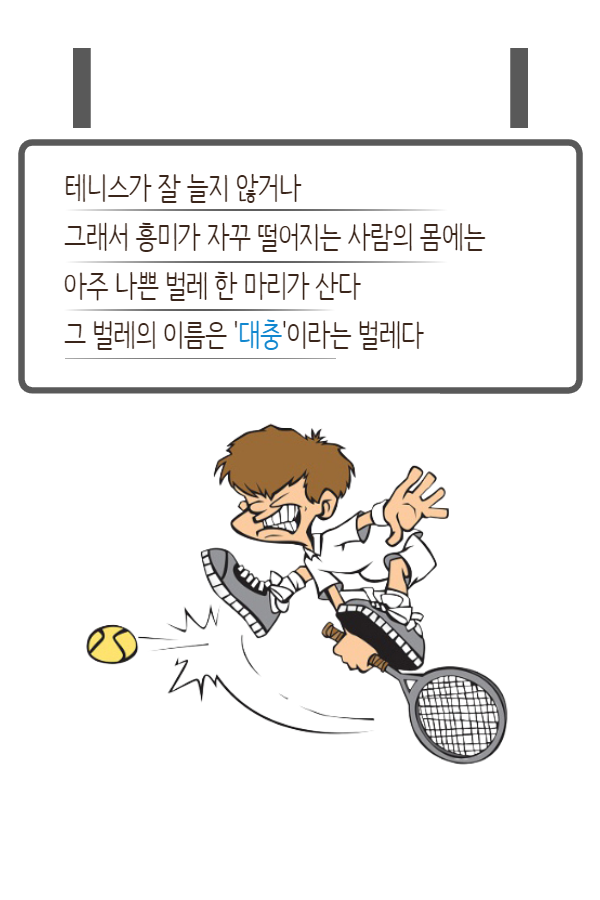 테니스가 잘 늘지 않거나
그래서 흥미가 자꾸 떨어지는 사람의 몸에는
아주 나쁜 벌레 한 마리가 산다
그 벌레의 이름은 '대충'이라는 벌레다